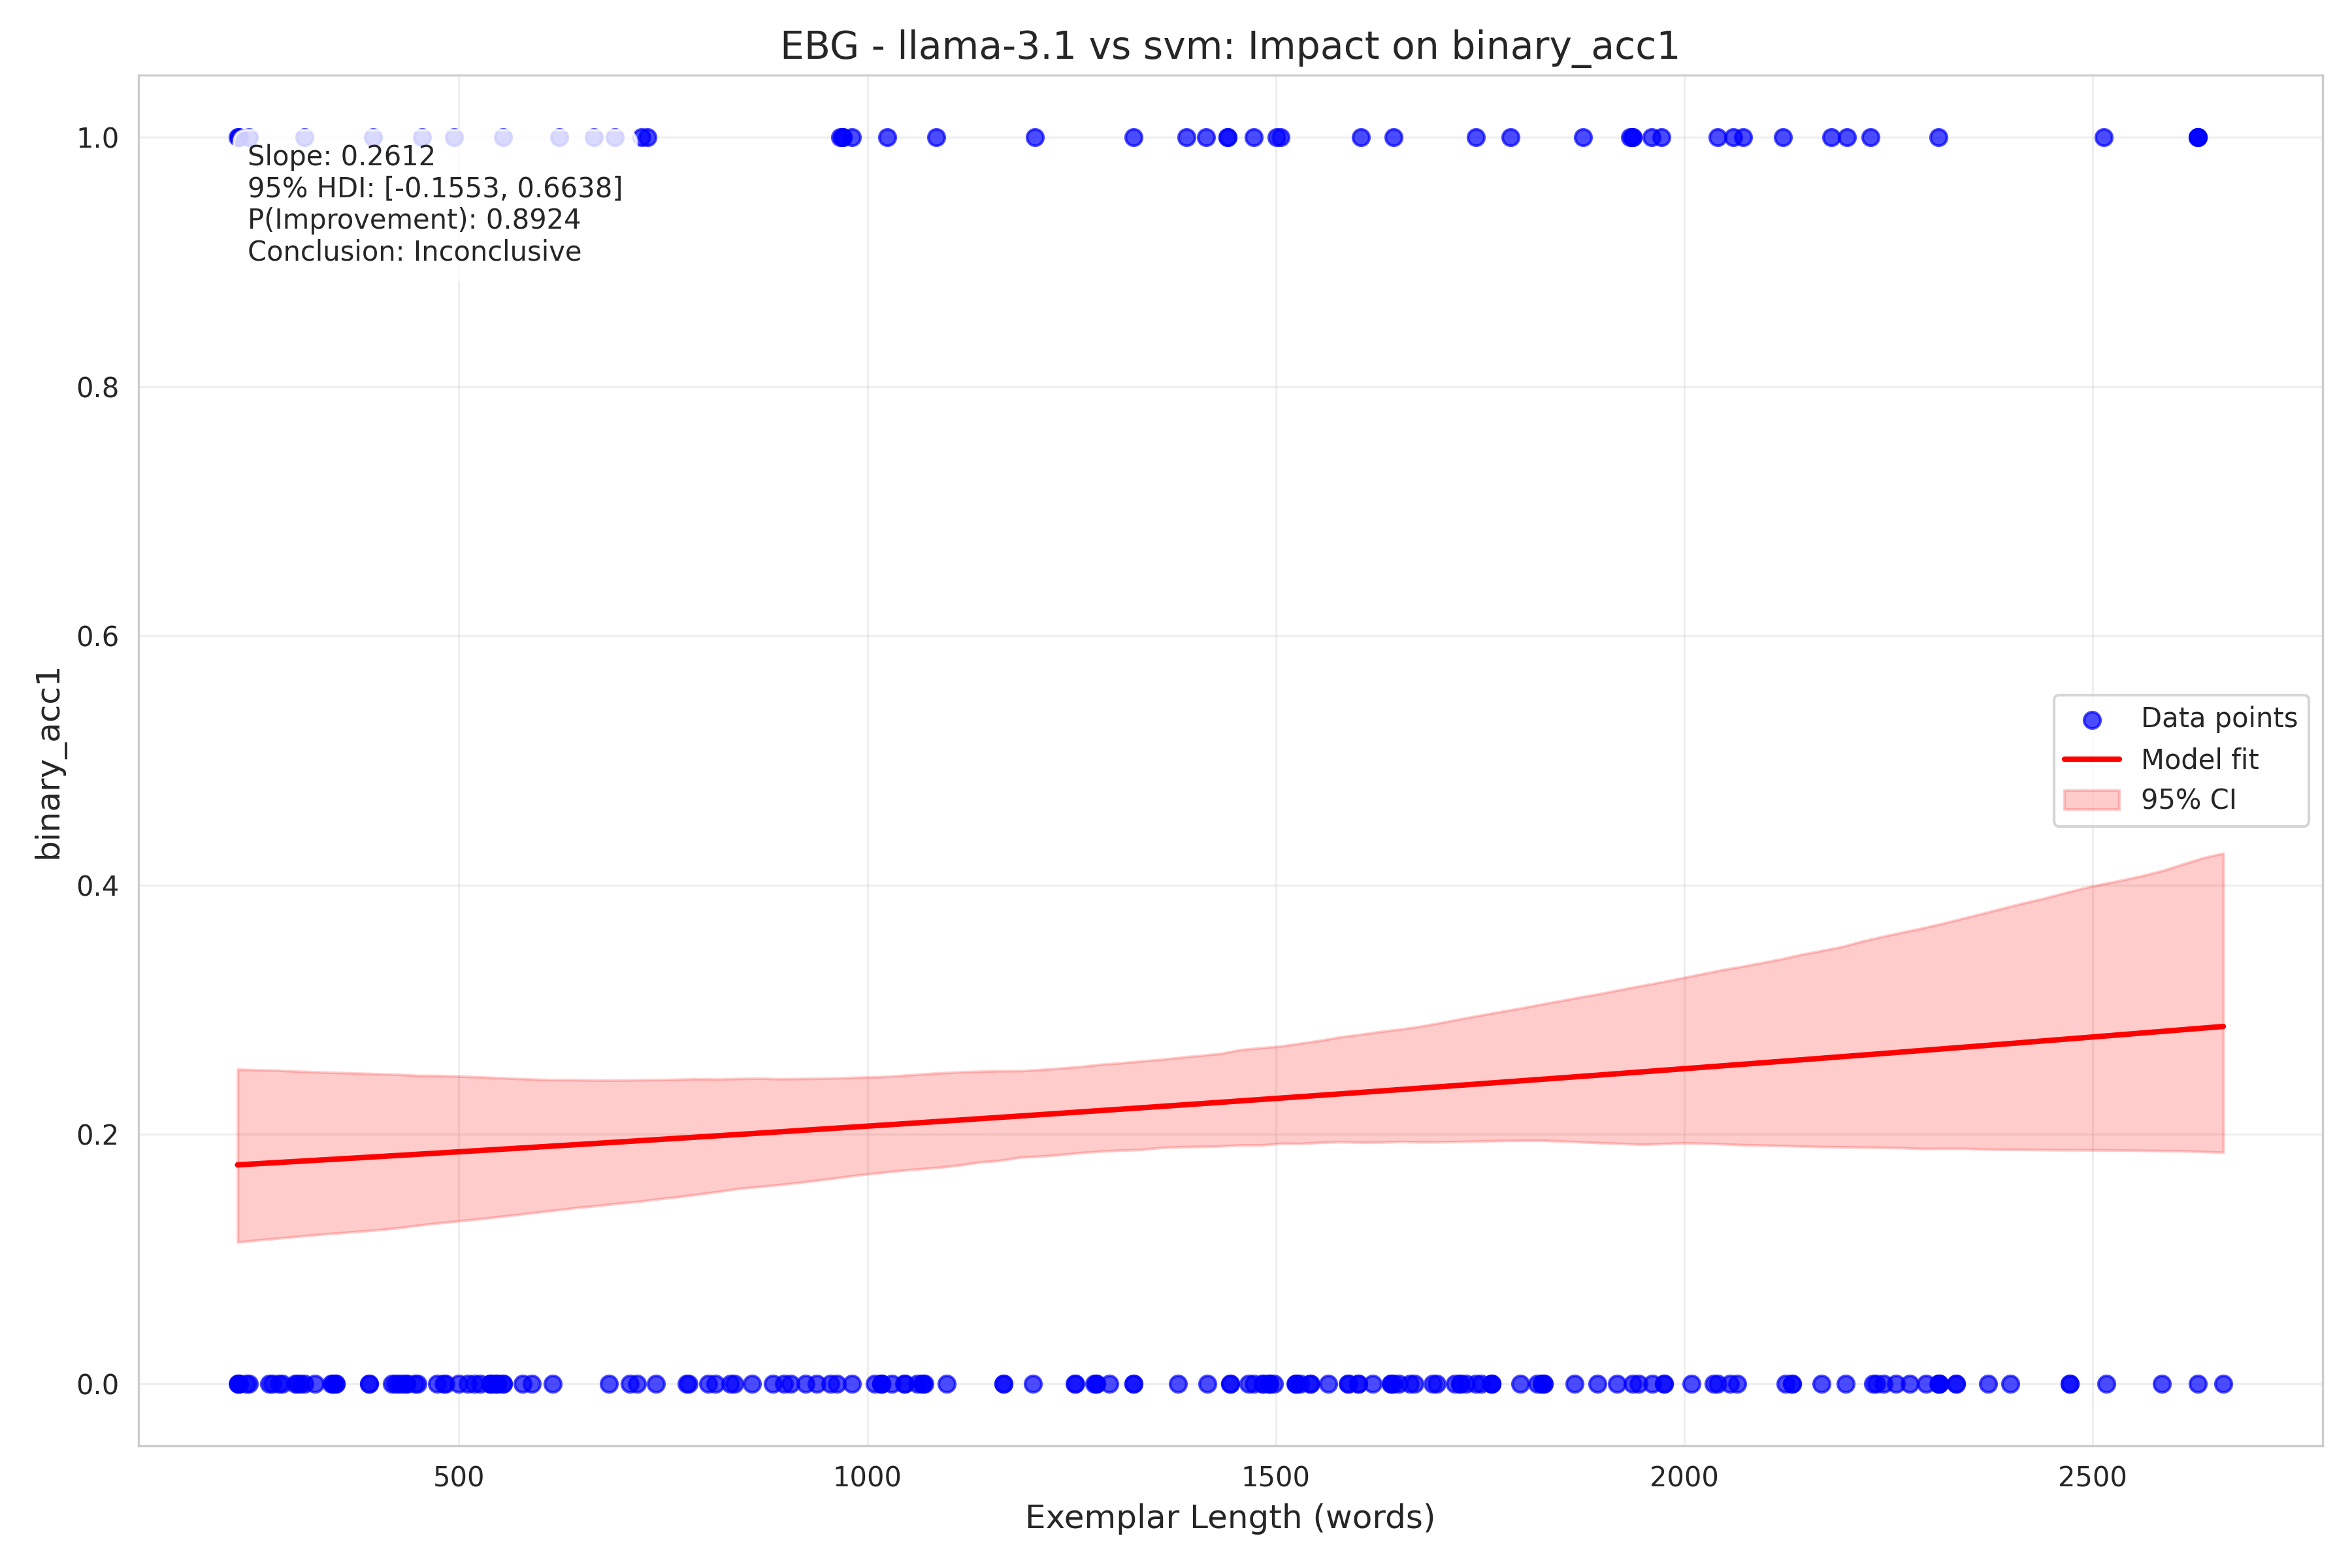 EBG - llama-3.1 vs svm: Impact on binary_acc1
1.0
Slope: 0.2612
95% HDI: [-0.1553, 0.6638]
P(Improvement): 0.8924
Conclusion: Inconclusive
0.8
0.6
binary_acc1
Data points
Model fit
95% CI
0.4
0.2
0.0
500
1000
1500
2000
2500
Exemplar Length (words)